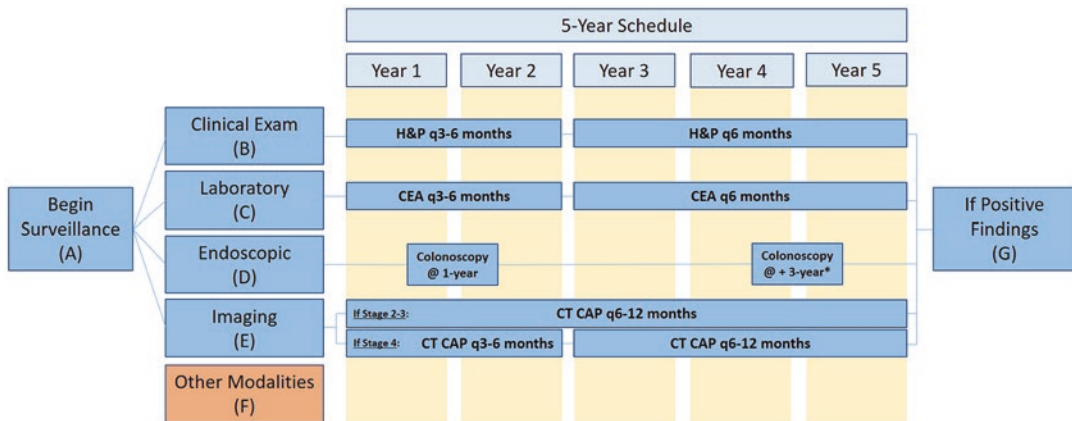 5-Year Schedule
Year 1
Year 2
Year 3
Year 4
Year 5
Begin
Surveillance
(A)
Clinical Exam
(B)
H&P q3-6 months
H&P q6 months
Laboratory
(C)
CEA q3-6 months
CEA q6 months
Endoscopic
(D)
Colonoscopy
@ 1-year
Colonoscopy
@ + 3-year*
Imaging
(E)
If Stage 2-3:
CT CAP q6-12 months
If Stage 4:
CT CAP q3-6 months
CT CAP q6-12 months
Other Modalities
(F)
If Positive
Findings
(G)